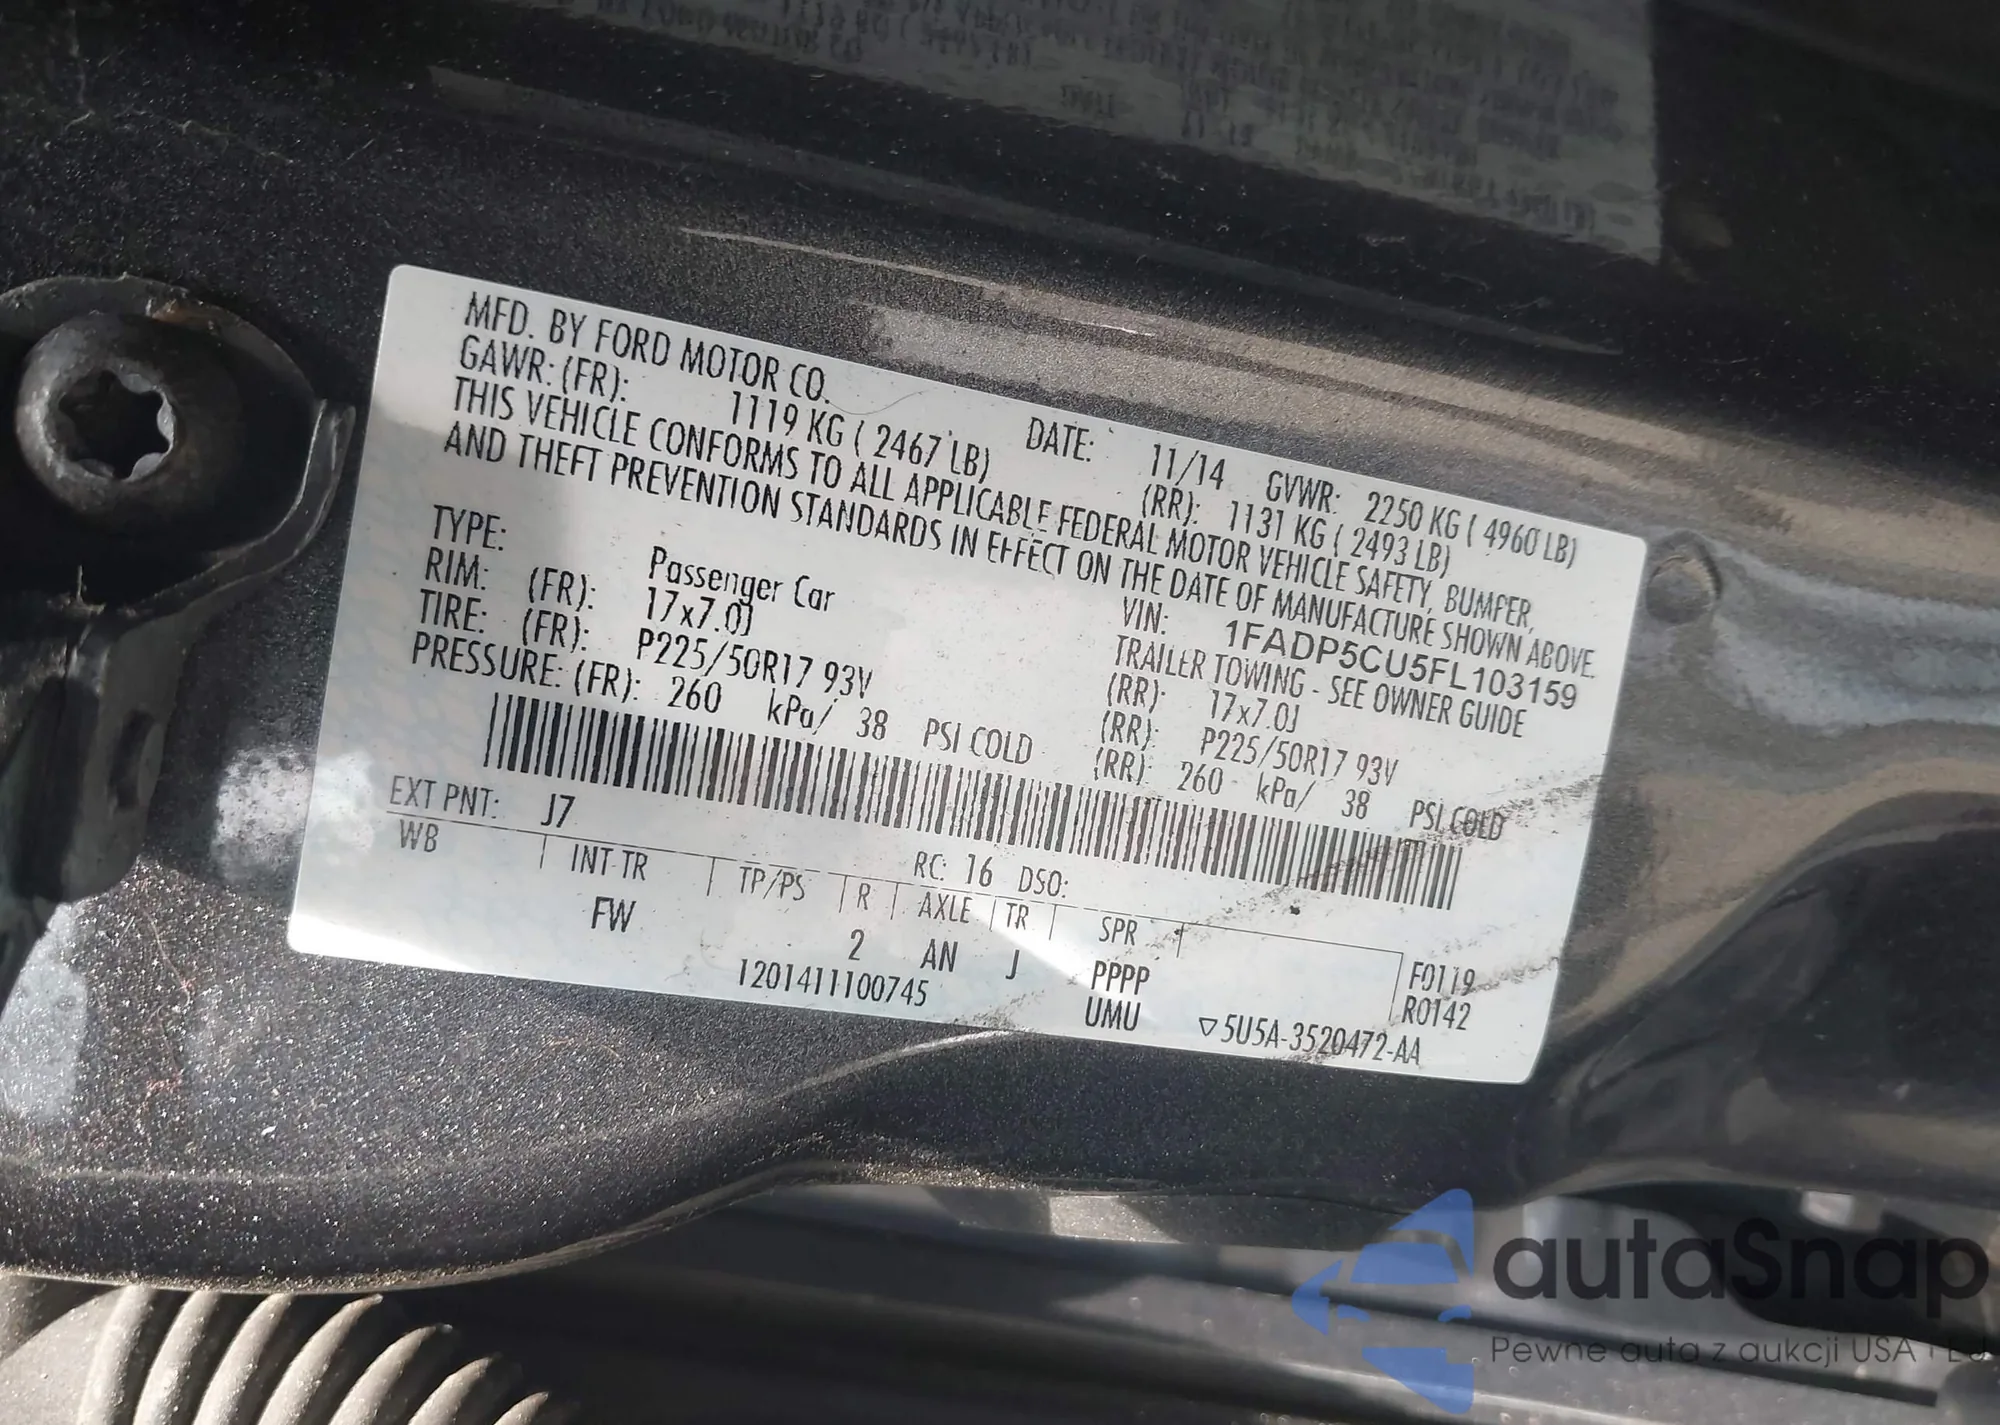 MFD. BY FORD MOTOR CO. DATE: 11/14 GVWR: 2250 KG ( 4960 LB)
GAWR: (FR): 1119 KG ( 2467 LB) (RR): 1131 KG ( 2493 LB)
THIS VEHICLE CONFORMS TO ALL APPLICABLE FEDERAL MOTOR VEHICLE SAFETY, BUMPER,
AND THEFT PREVENTION STANDARDS IN EFFECT ON THE DATE OF MANUFACTURE SHOWN ABOVE.
VIN: 1FADP5CU5FL103159
TYPE: Passenger Car TRAILER TOWING - SEE OWNER GUIDE
RIM: (FR): 17x7.0J (RR): 17x7.0J
TIRE: (FR): P225/50R17 93V (RR): P225/50R17 93V
PRESSURE: (FR): 260 kPa/ 38 PSI COLD (RR): 260 kPa/ 38 PSI COLD
EXT PNT: J7 RC: 16 DSO:
WB INT TR TP/PS R AXLE TR SPR F0119
FW 2 AN J PPPP R0142
1201411100745 UMU ▽5U5A-3520472-AA
autaSnap
Pewne auta z aukcji USA i EU